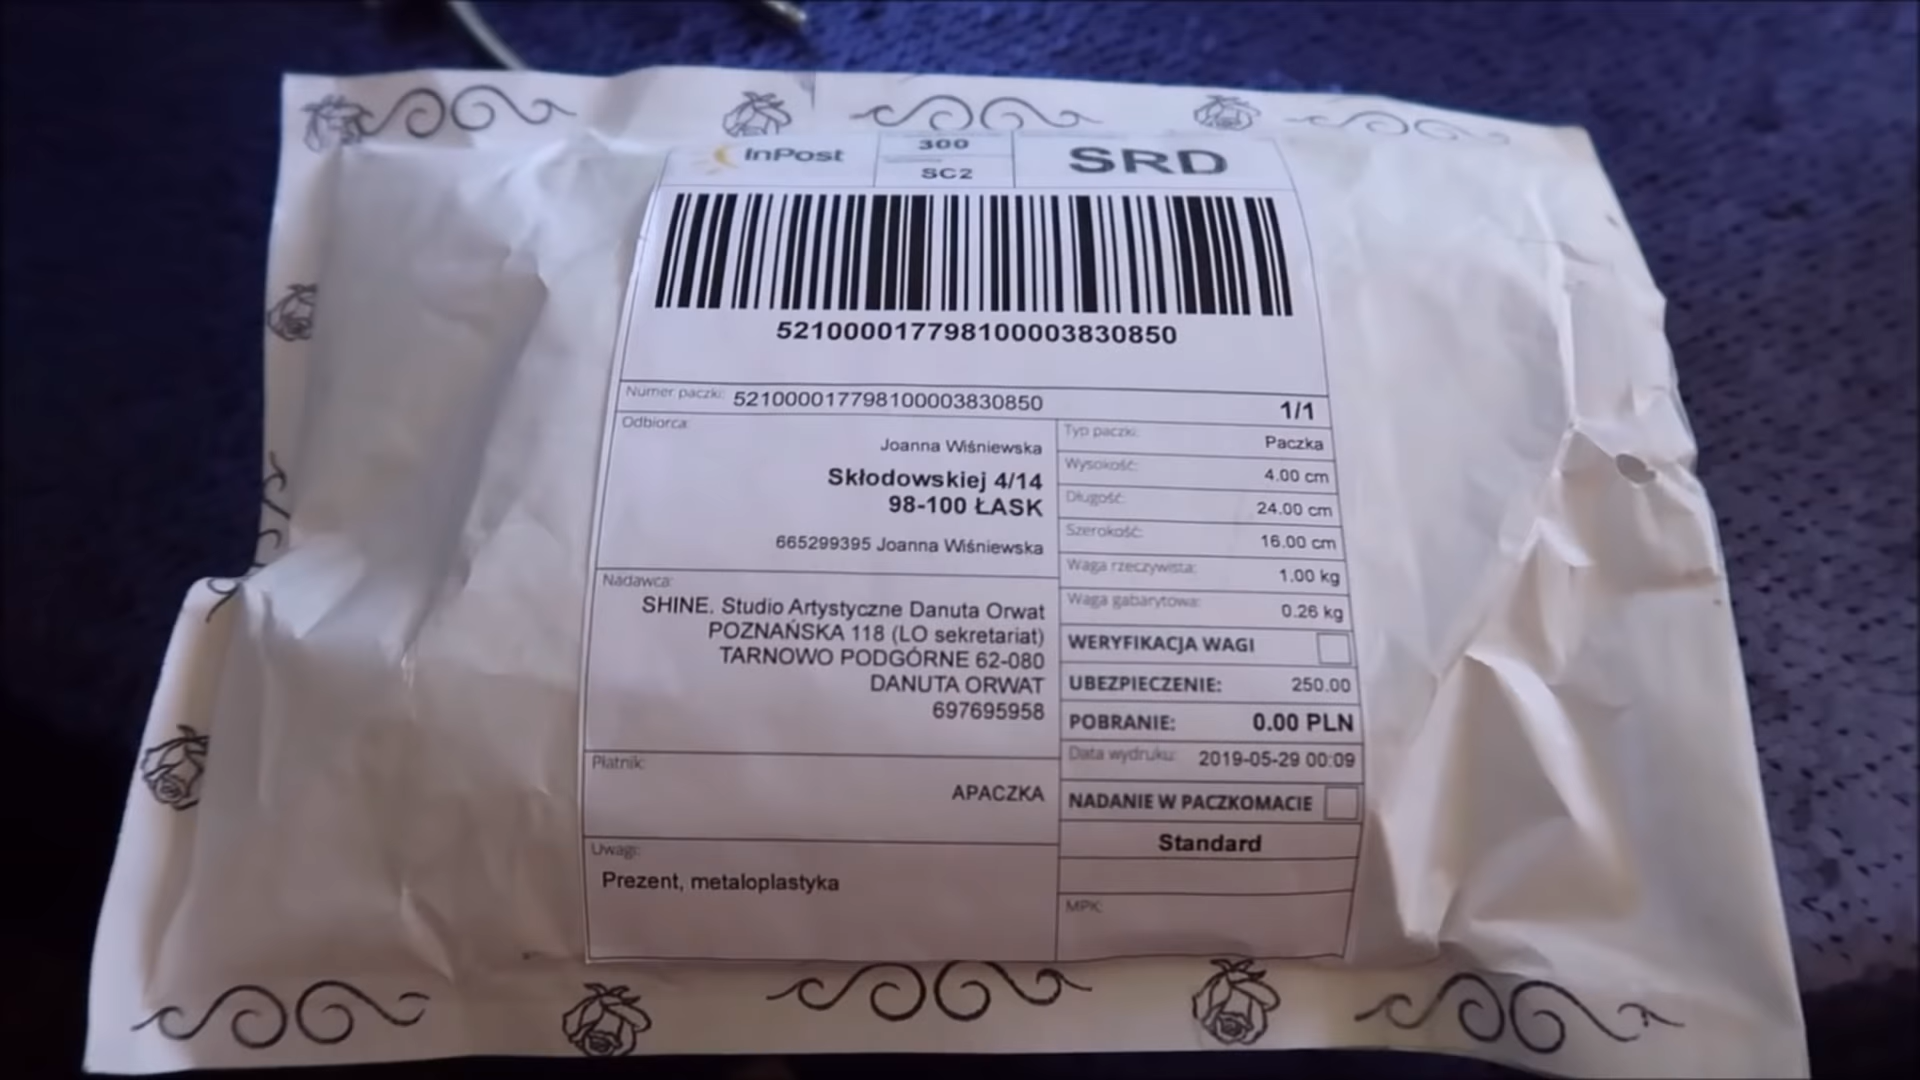 InPost
300
SC2
SRD
521000017798100003830850
Numer paczki: 521000017798100003830850 1/1
Odbiorca:
Joanna Wiśniewska
Skłodowskiej 4/14
98-100 ŁASK
665299395 Joanna Wiśniewska
Nadawca:
SHINE. Studio Artystyczne Danuta Orwat
POZNAŃSKA 118 (LO sekretariat)
TARNOWO PODGÓRNE 62-080
DANUTA ORWAT
697695958
Płatnik:
APACZKA
Uwagi:
Prezent, metaloplastyka
Typ paczki: Paczka
Wysokość: 4.00 cm
Długość: 24.00 cm
Szerokość: 16.00 cm
Waga rzeczywista: 1.00 kg
Waga gabarytowa: 0.26 kg
WERYFIKACJA WAGI
UBEZPIECZENIE: 250.00
POBRANIE: 0.00 PLN
Data wydruku: 2019-05-29 00:09
NADANIE W PACZKOMACIE
Standard
MPK: